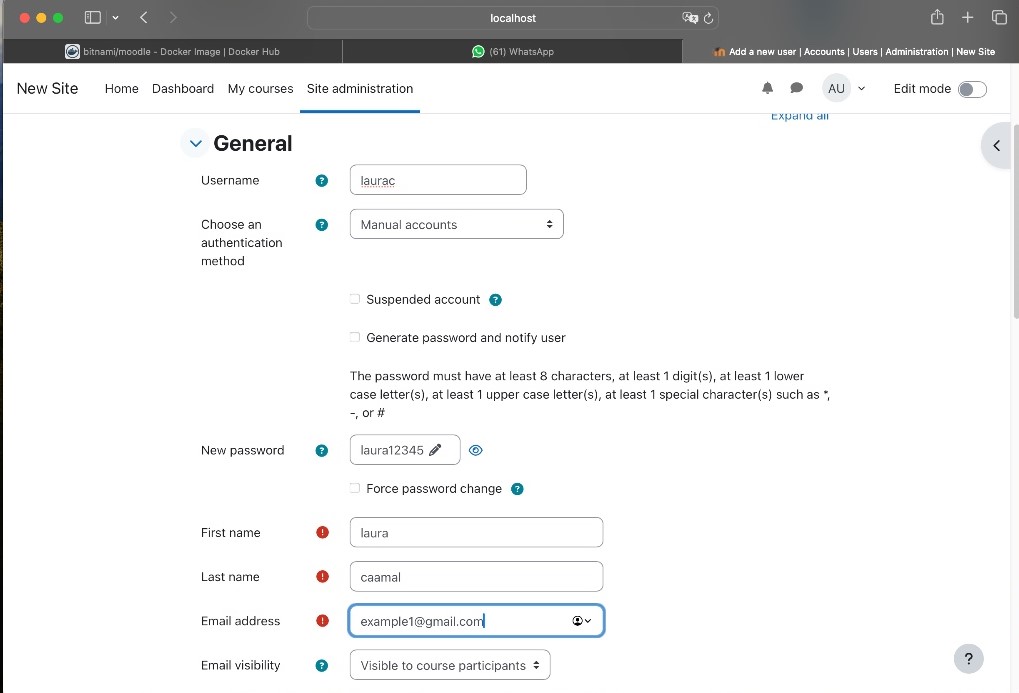 localhost
bitnami/moodle - Docker Image | Docker Hub
(61) WhatsApp
Add a new user | Accounts | Users | Administration | New Site
New Site
Home
Dashboard
My courses
Site administration
AU
Edit mode
Expand all
General
Username
laurac
Choose an
authentication
method
Manual accounts
Suspended account
Generate password and notify user
The password must have at least 8 characters, at least 1 digit(s), at least 1 lower
case letter(s), at least 1 upper case letter(s), at least 1 special character(s) such as *,
-, or #
New password
laura12345
Force password change
First name
laura
Last name
caamal
Email address
example1@gmail.com
Email visibility
Visible to course participants